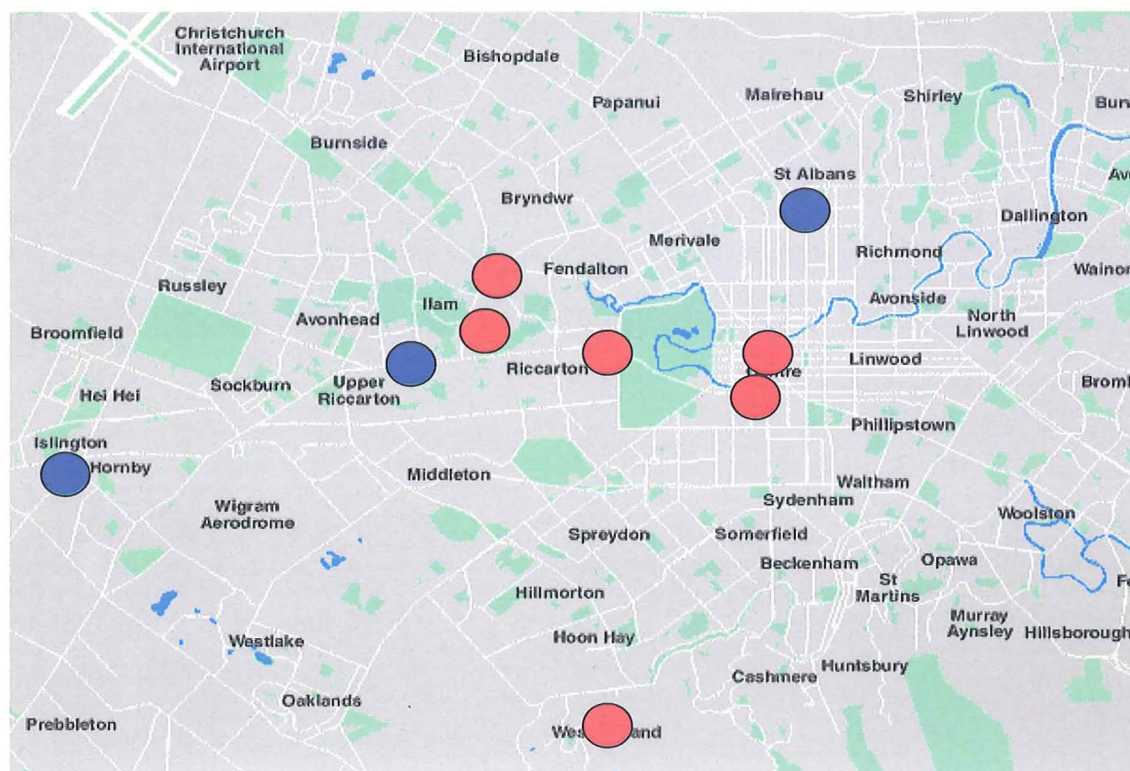 Christchurch
International
Airport
Bishopdale
Papanui
Mairehau
Shirley
Burnside
St Albans
Bryndwr
Dallington
Merivale
Richmond
Fendalton
Russley
Ilam
Avonside
North
Linwood
Avonhead
Broomfield
Riccarton
Linwood
Sockburn
Upper
Riccarton
Hei Hei
Phillipstown
Islington
Hornby
Middleton
Waltham
Sydenham
Wigram
Aerodrome
Woolston
Spreydon
Somerfield
Beckenham
Opawa
St
Martins
Hillmorton
Murray
Aynsley
Hillsborough
Westlake
Hoon Hay
Huntsbury
Cashmere
Oaklands
Prebbleton